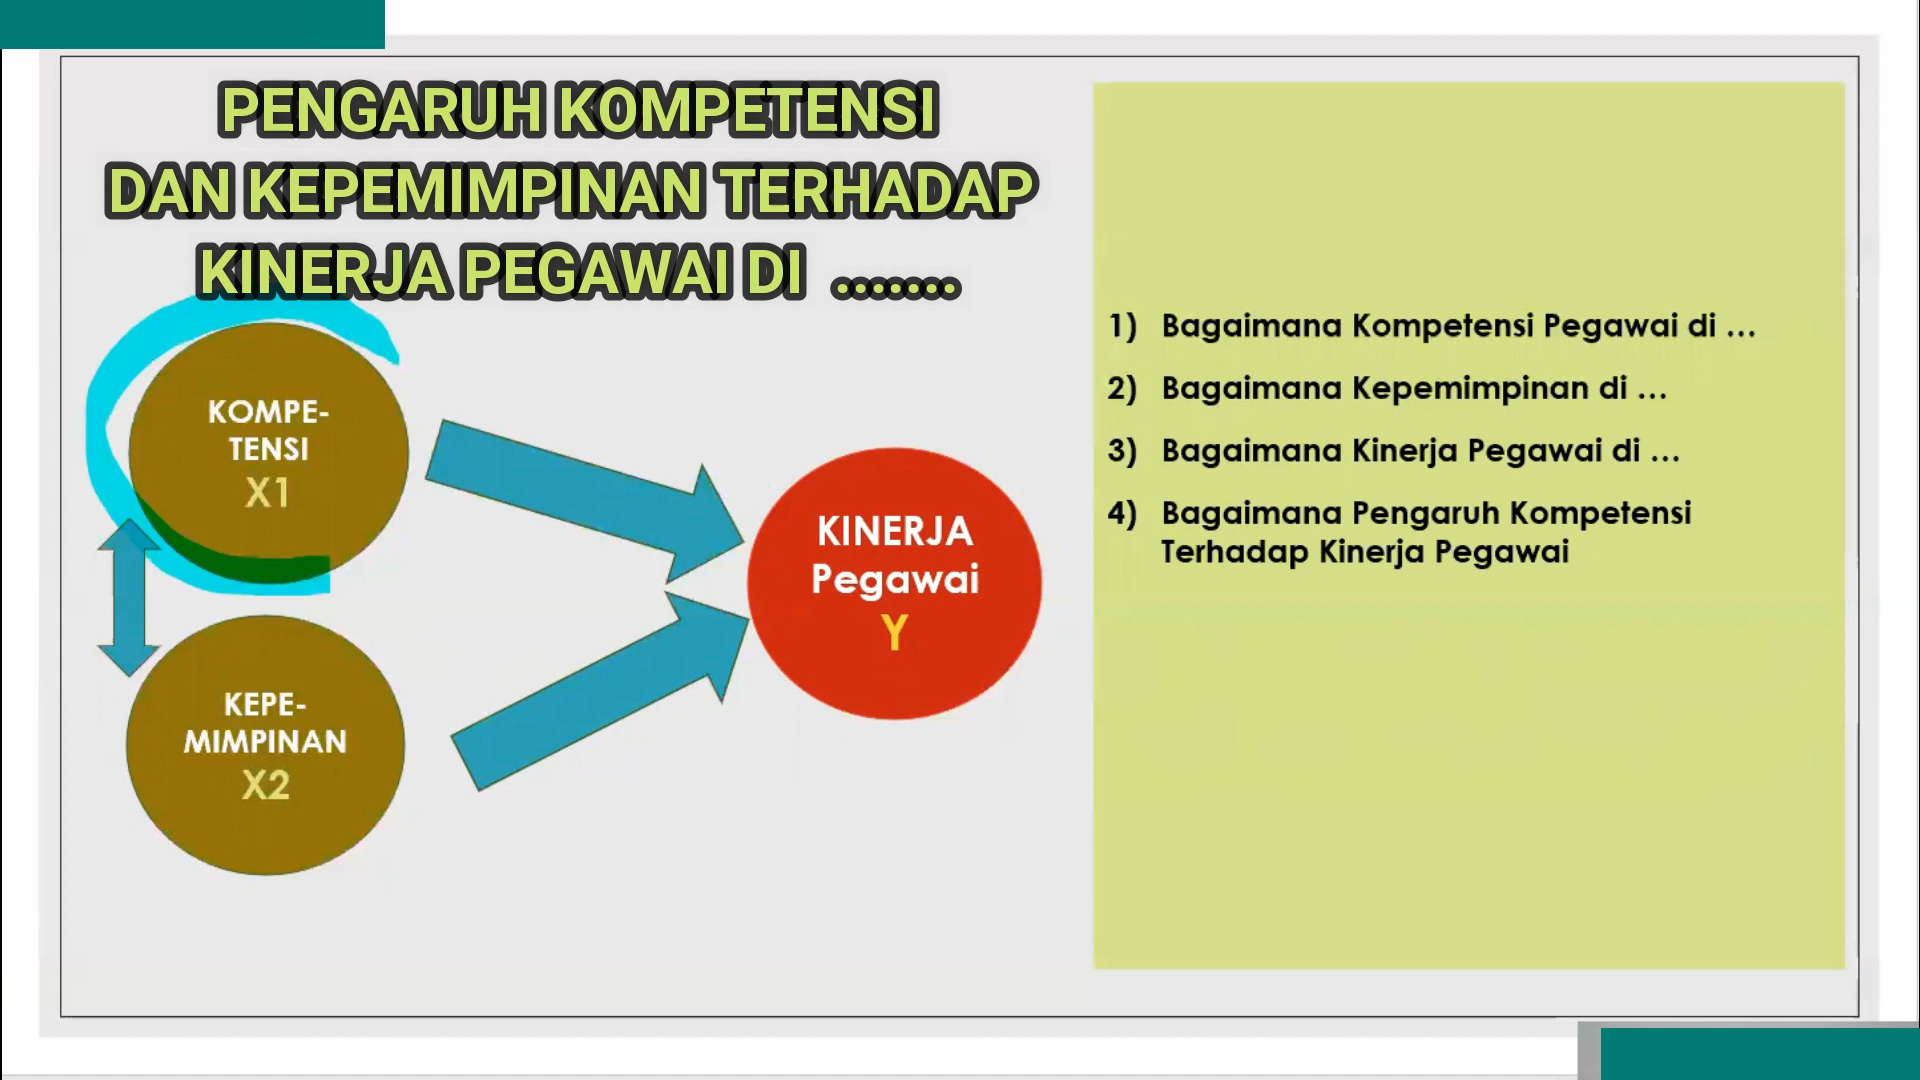 PENGARUH KOMPETENSI
DAN KEPEMIMPINAN TERHADAP
KINERJA PEGAWAI DI .......
KOMPE-
TENSI
X1
KEPE-
MIMPINAN
X2
KINERJA
Pegawai
Y
1) Bagaimana Kompetensi Pegawai di ...
2) Bagaimana Kepemimpinan di ...
3) Bagaimana Kinerja Pegawai di ...
4) Bagaimana Pengaruh Kompetensi
Terhadap Kinerja Pegawai